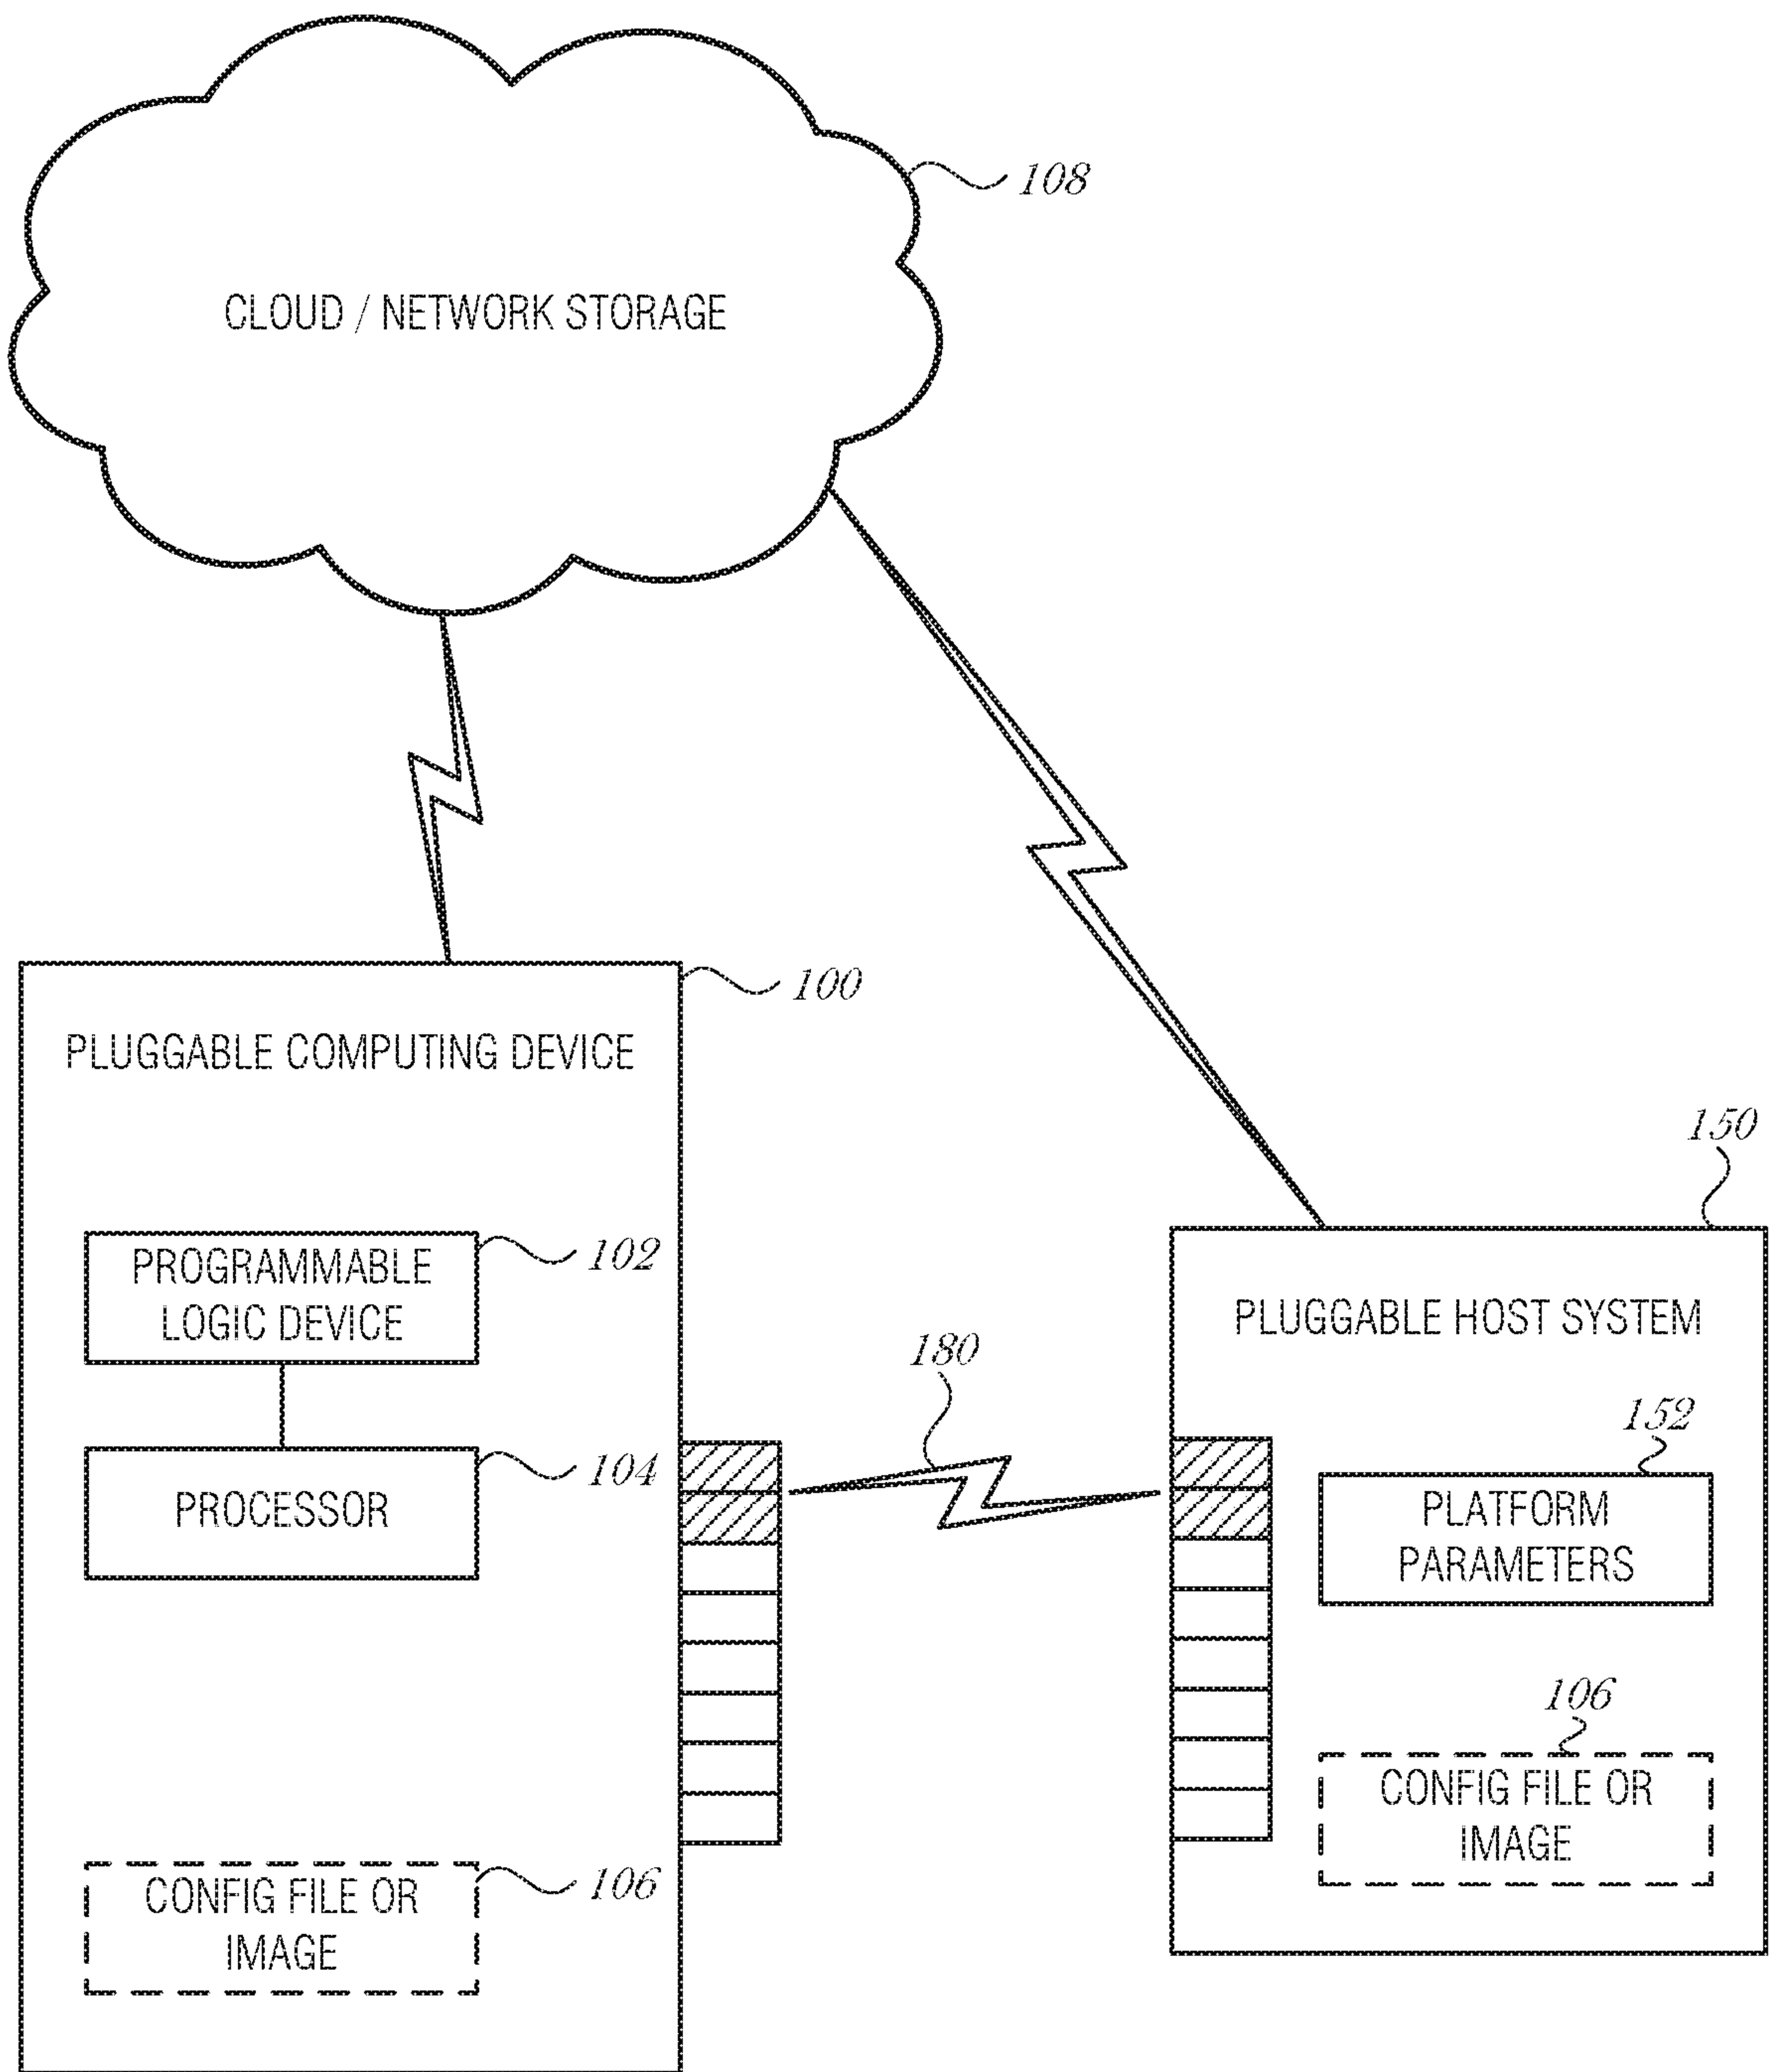 108
CLOUD / NETWORK STORAGE
100
PLUGGABLE COMPUTING DEVICE
102
PROGRAMMABLE
LOGIC DEVICE
104
PROCESSOR
106
CONFIG FILE OR
IMAGE
180
150
PLUGGABLE HOST SYSTEM
152
PLATFORM
PARAMETERS
106
CONFIG FILE OR
IMAGE